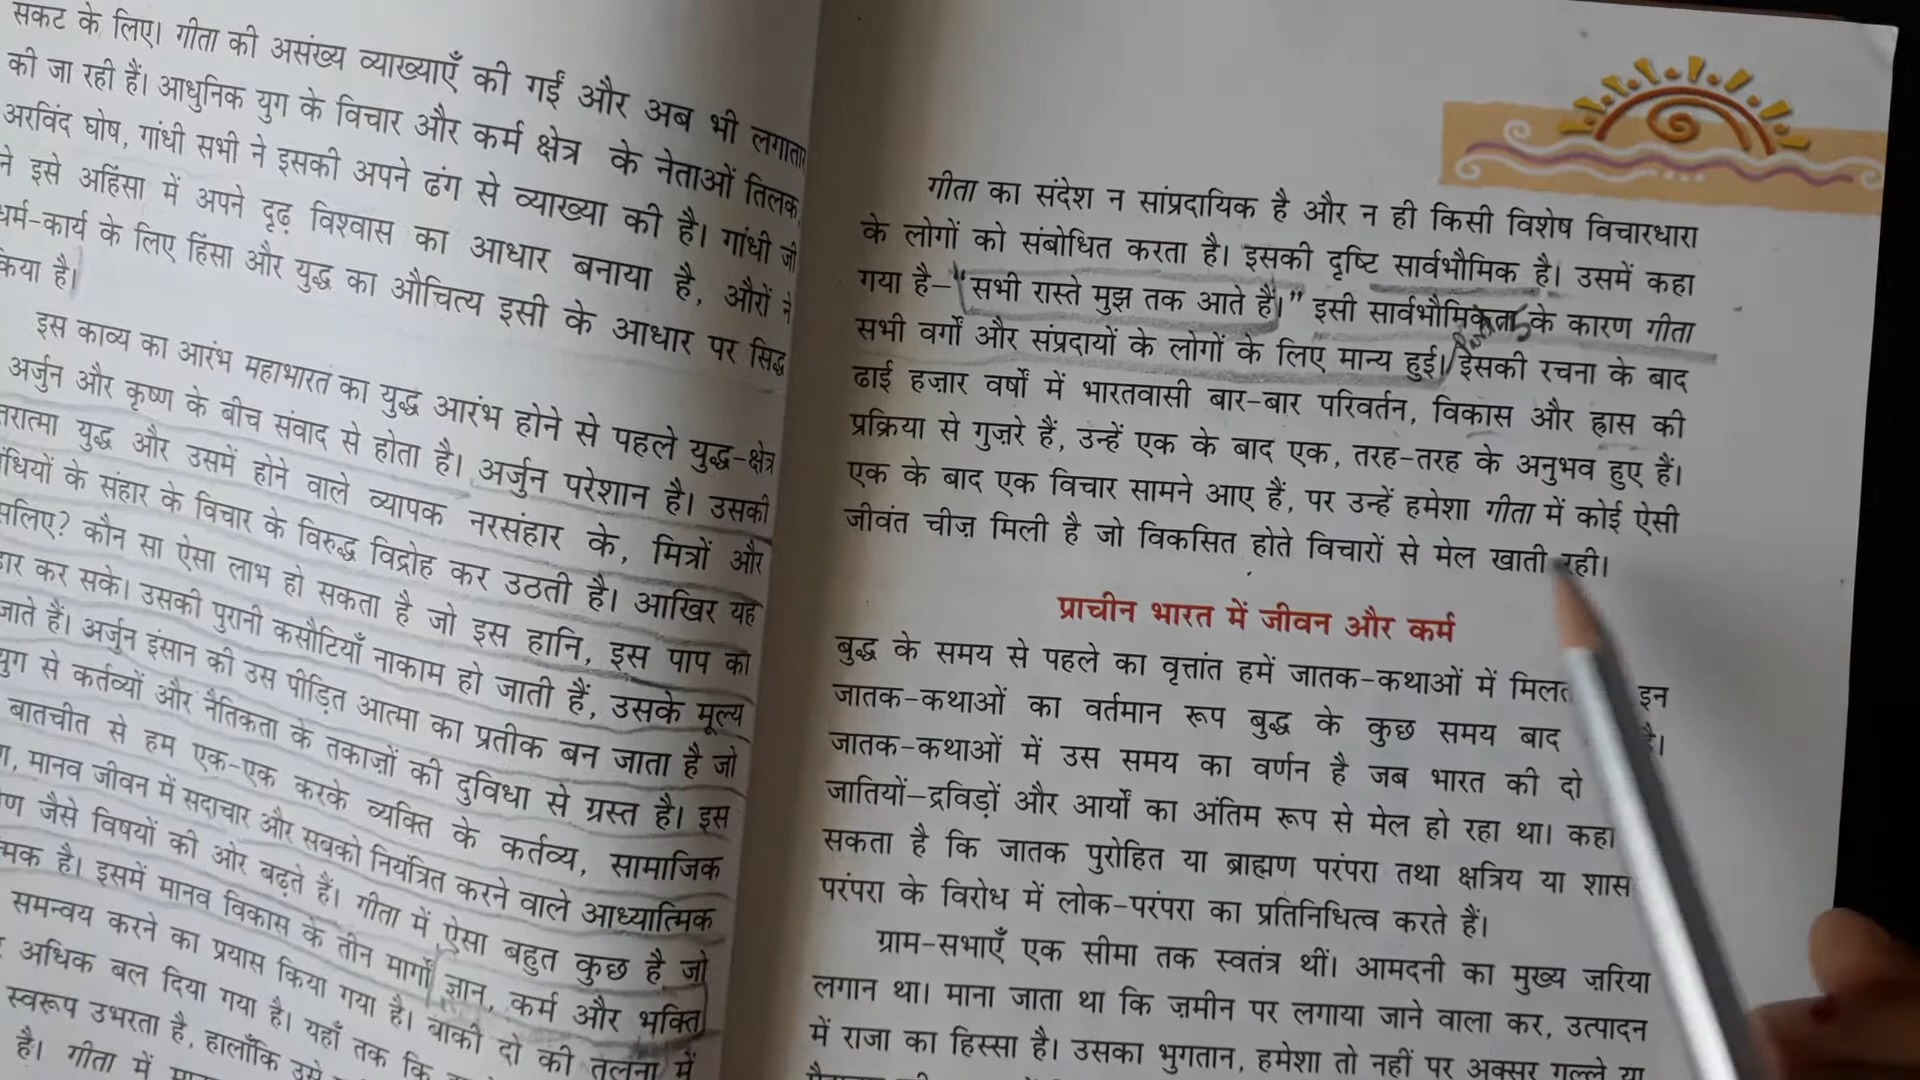 सकट के लिए। गीता की असंख्य व्याख्याएँ की गईं और अब भी लगातार
की जा रही हैं। आधुनिक युग के विचार और कर्म क्षेत्र के नेताओं तिलक,
अरविंद घोष, गांधी सभी ने इसकी अपने ढंग से व्याख्या की है। गांधी जी
ने इसे अहिंसा में अपने दृढ़ विश्वास का आधार बनाया है, औरों ने
धर्म-कार्य के लिए हिंसा और युद्ध का औचित्य इसी के आधार पर सिद्ध
किया है।
इस काव्य का आरंभ महाभारत का युद्ध आरंभ होने से पहले युद्ध-क्षेत्र
अर्जुन और कृष्ण के बीच संवाद से होता है। अर्जुन परेशान है। उसकी
तरात्मा युद्ध और उसमें होने वाले व्यापक नरसंहार के, मित्रों और
ंधियों के संहार के विचार के विरुद्ध विद्रोह कर उठती है। आखिर यह
सलिए? कौन सा ऐसा लाभ हो सकता है जो इस हानि, इस पाप का
हार कर सके। उसकी पुरानी कसौटियाँ नाकाम हो जाती हैं, उसके मूल्य
जाते हैं। अर्जुन इंसान की उस पीड़ित आत्मा का प्रतीक बन जाता है जो
युग से कर्तव्यों और नैतिकता के तकाज़ों की दुविधा से ग्रस्त है। इस
बातचीत से हम एक-एक करके व्यक्ति के कर्तव्य, सामाजिक
मानव जीवन में सदाचार और सबको नियंत्रित करने वाले आध्यात्मिक
जैसे विषयों की ओर बढ़ते हैं। गीता में ऐसा बहुत कुछ है जो
है। इसमें मानव विकास के तीन मार्गों ज्ञान, कर्म और भक्ति
समन्वय करने का प्रयास किया गया है। बाकी दो की तुलना में
अधिक बल दिया गया है। यहाँ तक कि
स्वरूप उभरता है, हालाँकि उसे
है। गीता में
गीता का संदेश न सांप्रदायिक है और न ही किसी विशेष विचारधारा
के लोगों को संबोधित करता है। इसकी दृष्टि सार्वभौमिक है। उसमें कहा
गया है–“सभी रास्ते मुझ तक आते हैं।” इसी सार्वभौमिकता के कारण गीता
सभी वर्गों और संप्रदायों के लोगों के लिए मान्य हुई। इसकी रचना के बाद
ढाई हज़ार वर्षों में भारतवासी बार-बार परिवर्तन, विकास और ह्रास की
प्रक्रिया से गुज़रे हैं, उन्हें एक के बाद एक, तरह-तरह के अनुभव हुए हैं।
एक के बाद एक विचार सामने आए हैं, पर उन्हें हमेशा गीता में कोई ऐसी
जीवंत चीज़ मिली है जो विकसित होते विचारों से मेल खाती रही।
प्राचीन भारत में जीवन और कर्म
बुद्ध के समय से पहले का वृत्तांत हमें जातक-कथाओं में मिलत इन
जातक-कथाओं का वर्तमान रूप बुद्ध के कुछ समय बाद है।
जातक-कथाओं में उस समय का वर्णन है जब भारत की दो
जातियों–द्रविड़ों और आर्यों का अंतिम रूप से मेल हो रहा था। कहा
सकता है कि जातक पुरोहित या ब्राह्मण परंपरा तथा क्षत्रिय या शास
परंपरा के विरोध में लोक-परंपरा का प्रतिनिधित्व करते हैं।
ग्राम-सभाएँ एक सीमा तक स्वतंत्र थीं। आमदनी का मुख्य ज़रिया
लगान था। माना जाता था कि ज़मीन पर लगाया जाने वाला कर, उत्पादन
में राजा का हिस्सा है। उसका भुगतान, हमेशा तो नहीं पर अक्सर गल्ले या